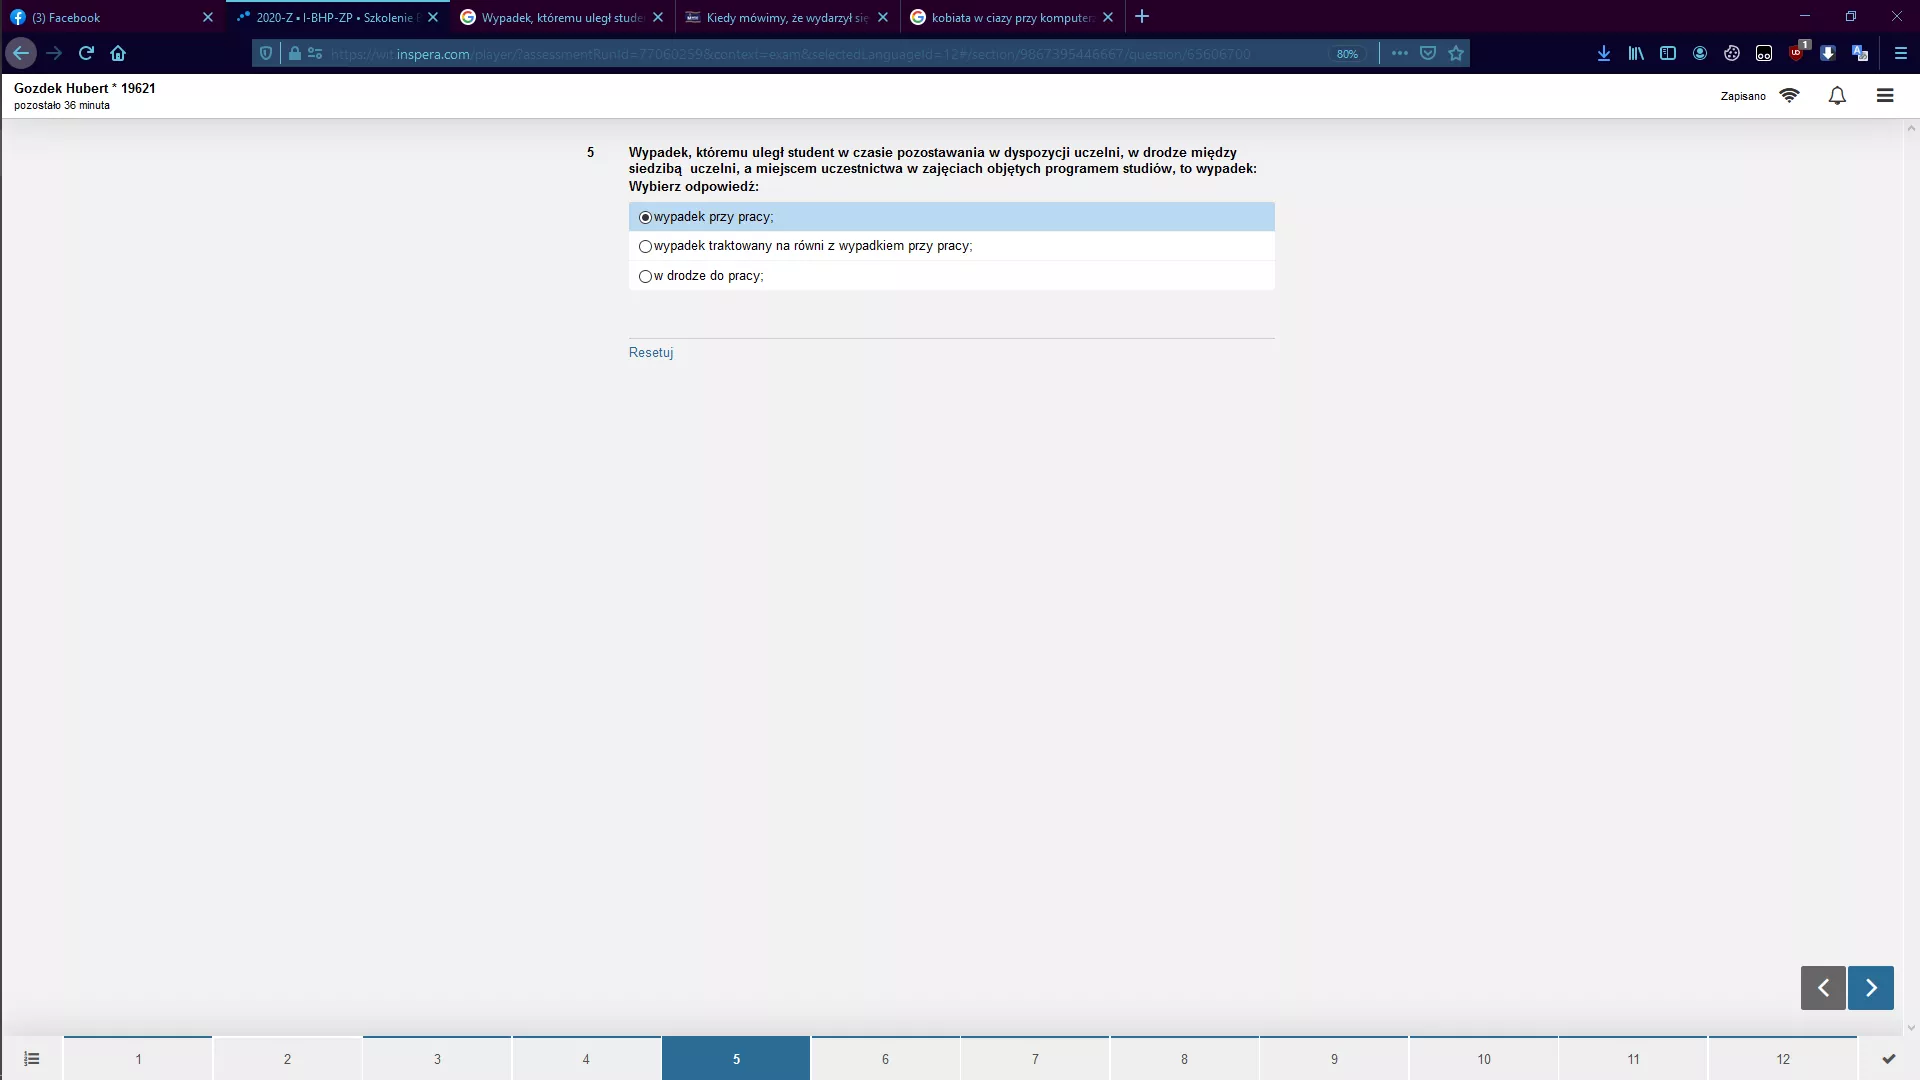 (3) Facebook
2020-Z • I-BHP-ZP • Szkolenie
Wypadek, któremu uległ stude
Kiedy mówimy, że wydarzył się
kobiata w ciazy przy komputer
https://wit.inspera.com/player/?assessmentRunId=77060259&context=exam&selectedLanguageId=12#/section/9867395446667/question/65606700
80%
1
Gozdek Hubert * 19621
pozostało 36 minuta
Zapisano
5
Wypadek, któremu uległ student w czasie pozostawania w dyspozycji uczelni, w drodze między
siedzibą uczelni, a miejscem uczestnictwa w zajęciach objętych programem studiów, to wypadek:
Wybierz odpowiedź:
wypadek przy pracy;
wypadek traktowany na równi z wypadkiem przy pracy;
w drodze do pracy;
Resetuj
1 2 3 4 5 6 7 8 9 10 11 12